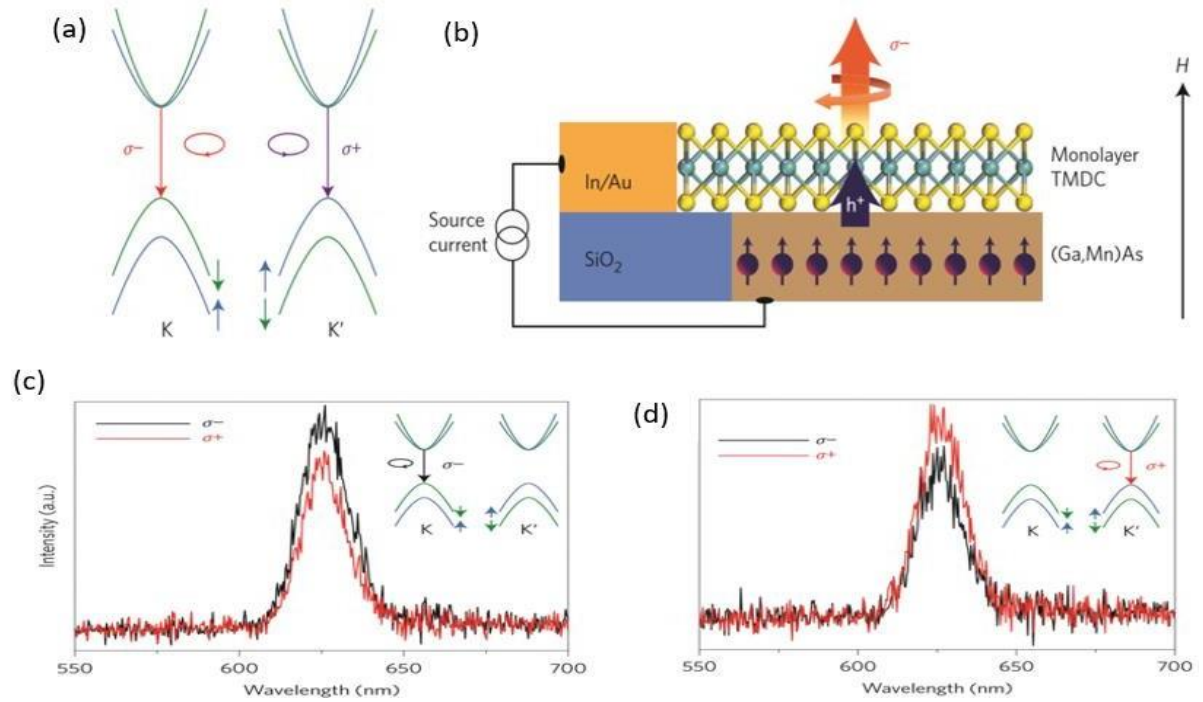 (a)
σ−
σ+
K
K′
(b)
σ−
H
In/Au
Monolayer
TMDC
h+
Source
current
SiO2
(Ga,Mn)As
(c)
σ−
σ+
σ−
K
K′
Intensity (a.u.)
550
600
650
700
Wavelength (nm)
(d)
σ−
σ+
σ+
K
K′
550
600
650
700
Wavelength (nm)